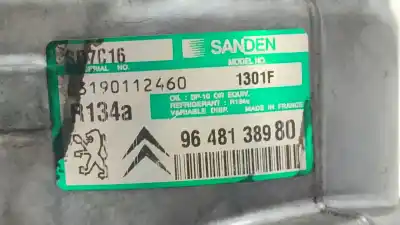 SANDEN
SD7C16
SERIAL NO.
MODEL NO.
3190112460
1301F
OIL : SP-10 OR EQUIV.
REFRIGERANT : R134a
VARIABLE DISP. MADE IN FRANCE
R134a
96 481 389 80